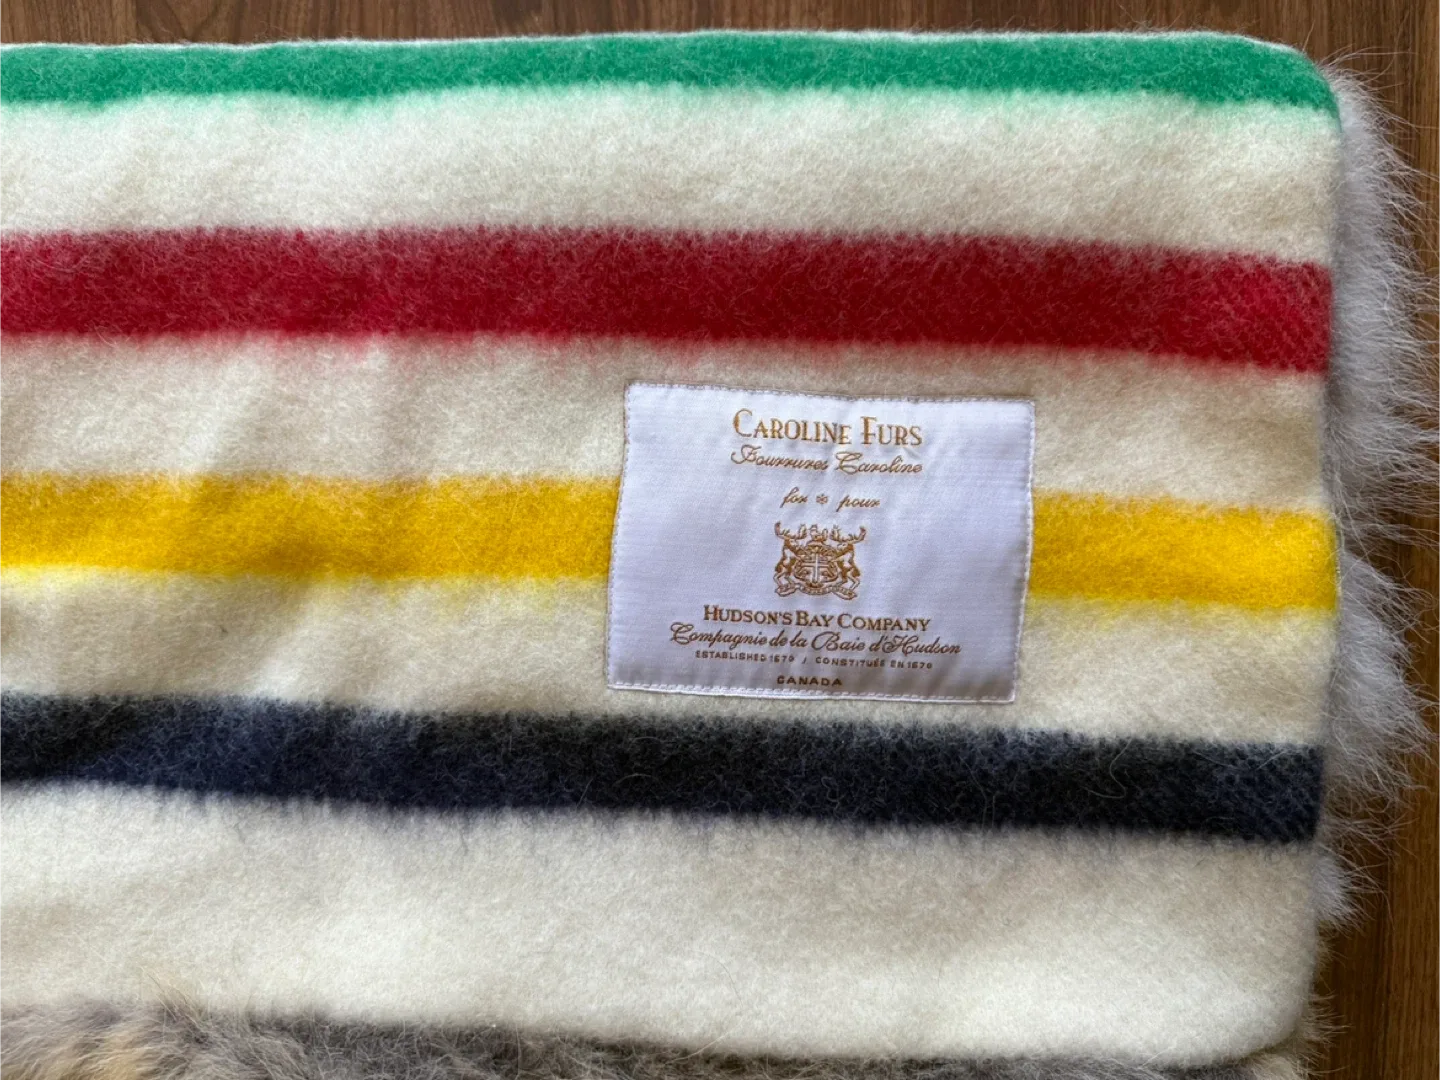 CAROLINE FURS
Fourrures Caroline
for pour
HUDSON'S BAY COMPANY
Compagnie de la Baie d'Hudson
ESTABLISHED 1670 / CONSTITUÉE EN 1670
CANADA